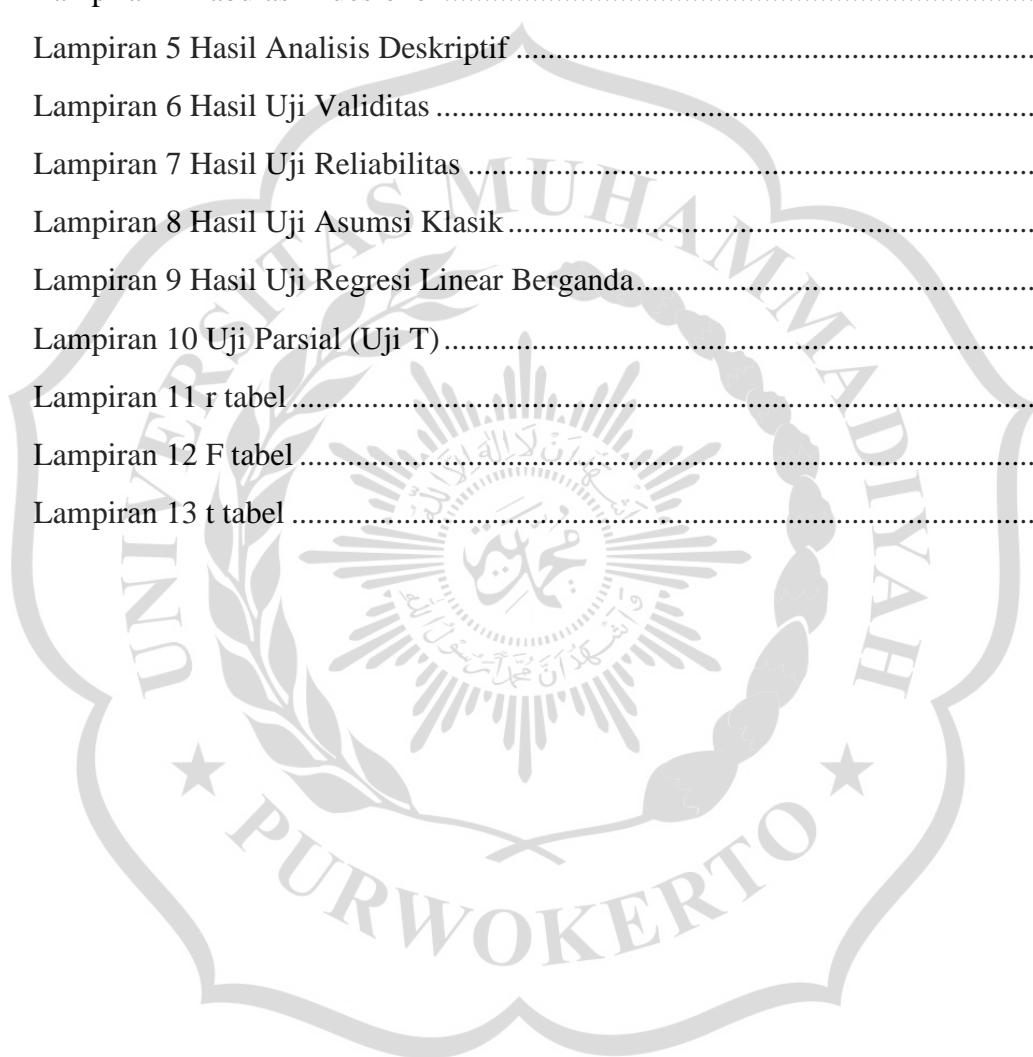 Lampiran 5 Hasil Analisis Deskriptif ........................................................................
Lampiran 6 Hasil Uji Validitas ..................................................................................
Lampiran 7 Hasil Uji Reliabilitas ..............................................................................
Lampiran 8 Hasil Uji Asumsi Klasik .........................................................................
Lampiran 9 Hasil Uji Regresi Linear Berganda.........................................................
Lampiran 10 Uji Parsial (Uji T) .................................................................................
Lampiran 11 r tabel ....................................................................................................
Lampiran 12 F tabel ...................................................................................................
Lampiran 13 t tabel ....................................................................................................
UNIVERSITAS MUHAMMADIYAH
PURWOKERTO